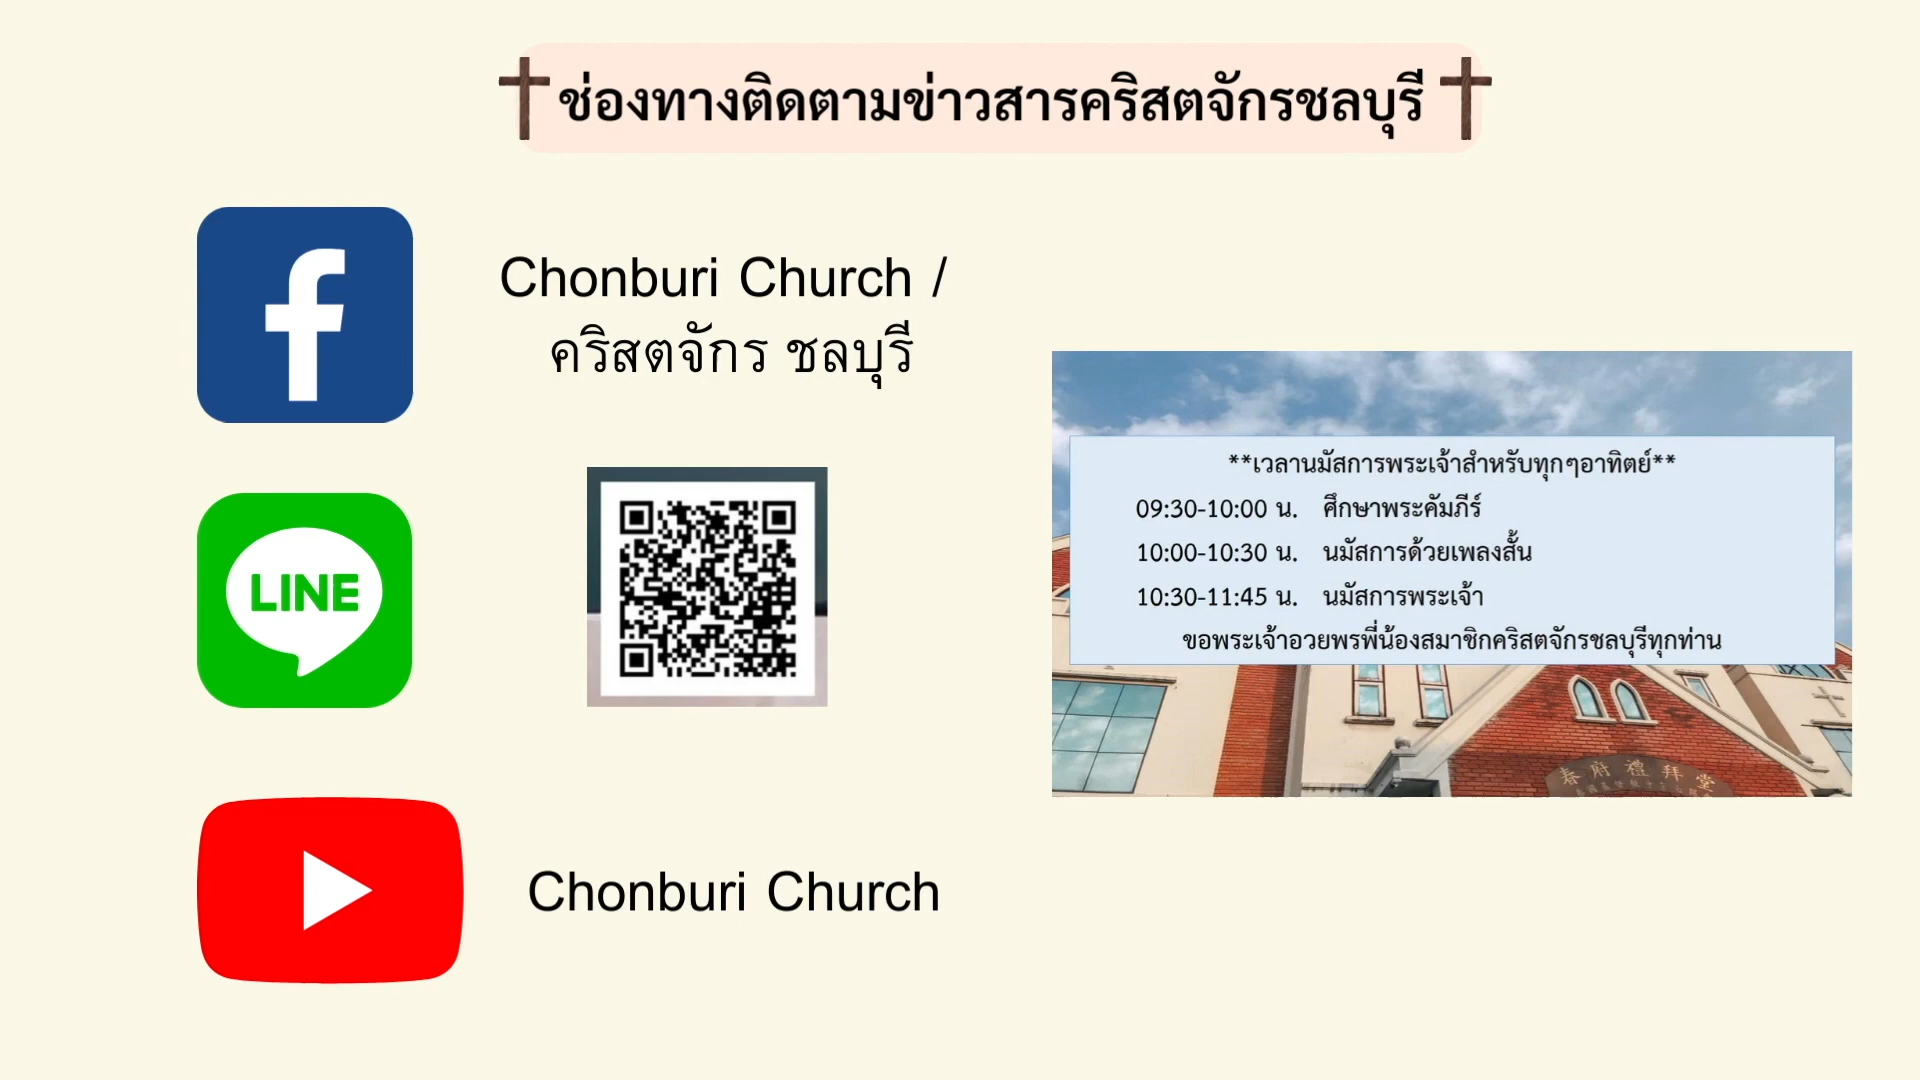 ช่องทางติดตามข่าวสารคริสตจักรชลบุรี
Chonburi Church /
คริสตจักร ชลบุรี
LINE
Chonburi Church
**เวลานมัสการพระเจ้าสำหรับทุกๆอาทิตย์**
09:30-10:00 น. ศึกษาพระคัมภีร์
10:00-10:30 น. นมัสการด้วยเพลงสั้น
10:30-11:45 น. นมัสการพระเจ้า
ขอพระเจ้าอวยพรพี่น้องสมาชิกคริสตจักรชลบุรีทุกท่าน
春府禮拜堂